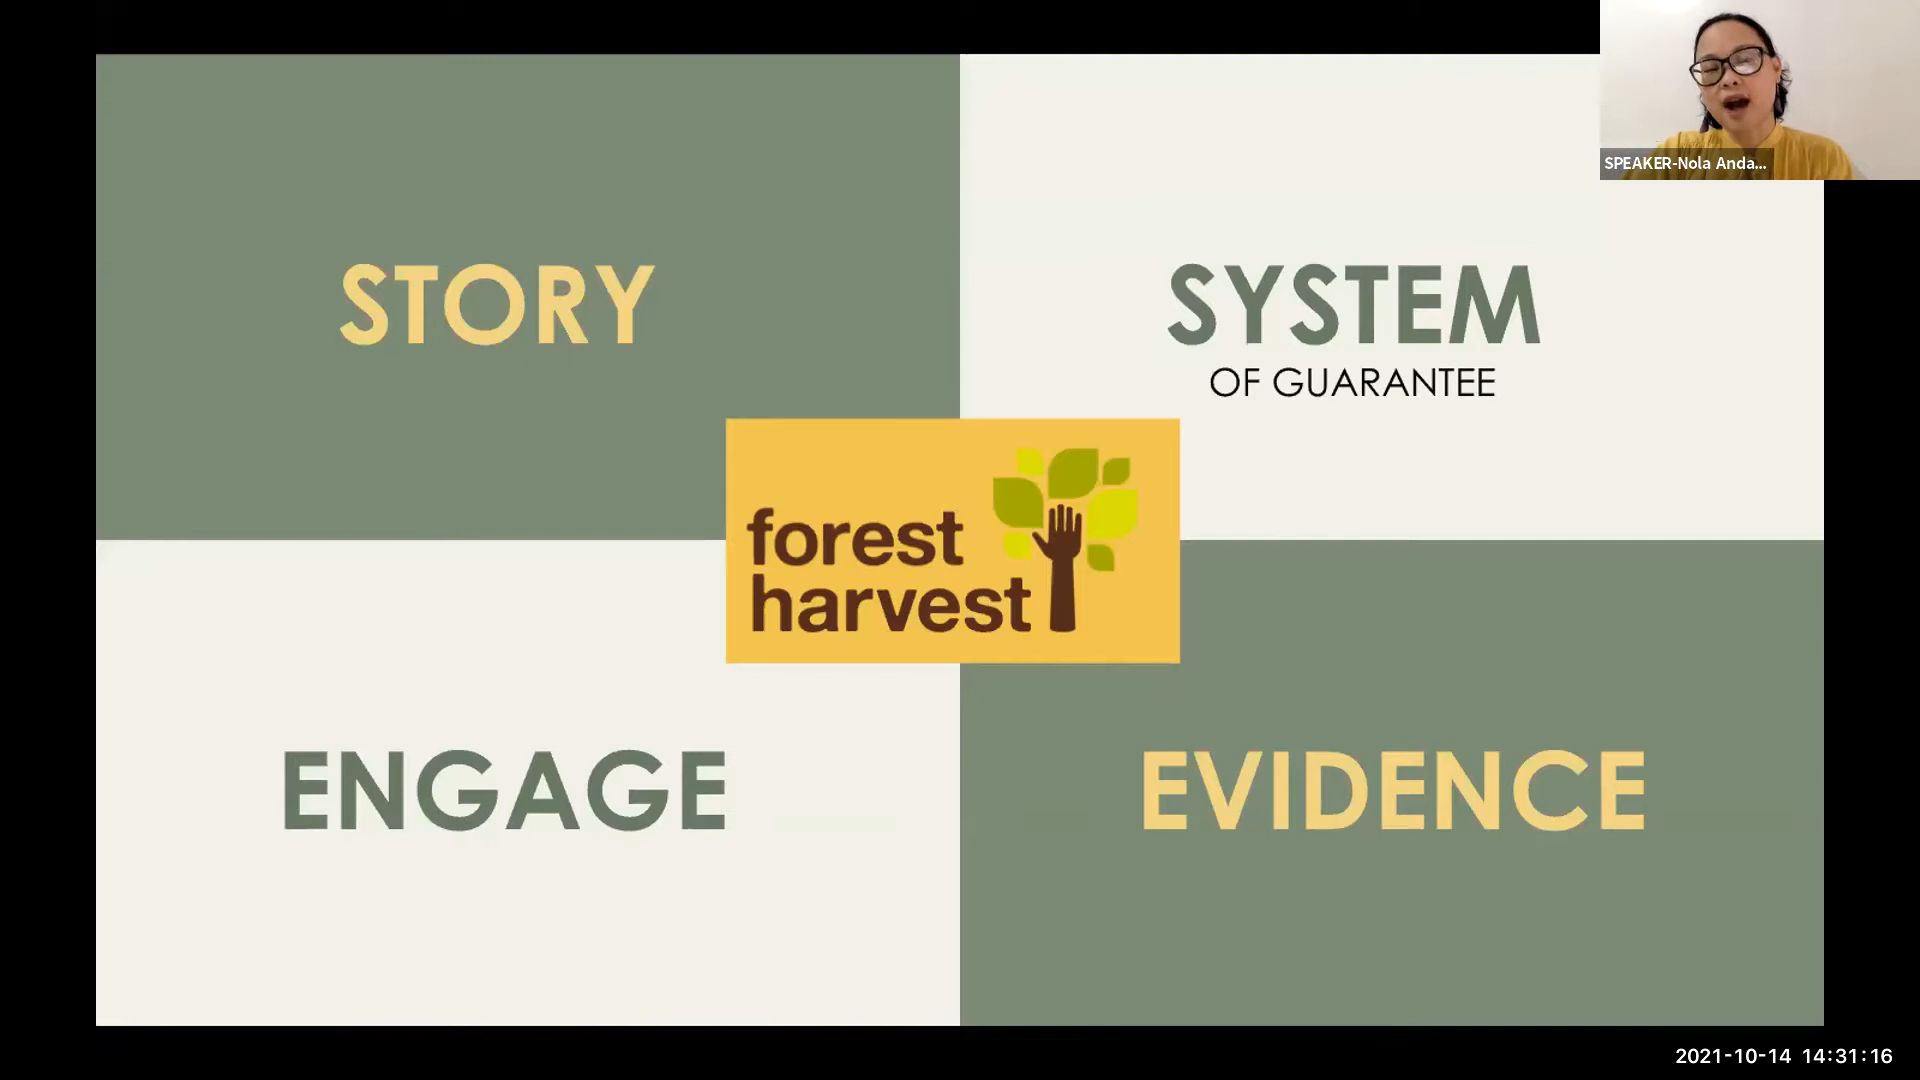 SPEAKER-Nola Anda...
STORY
SYSTEM
OF GUARANTEE
forest
harvest
ENGAGE
EVIDENCE
2021-10-14 14:31:16